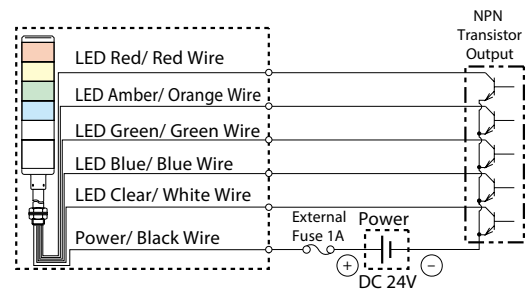 NPN
Transistor
Output
LED Red/ Red Wire
LED Amber/ Orange Wire
LED Green/ Green Wire
LED Blue/ Blue Wire
LED Clear/ White Wire
Power/ Black Wire
External
Fuse 1A
Power
+
−
DC 24V